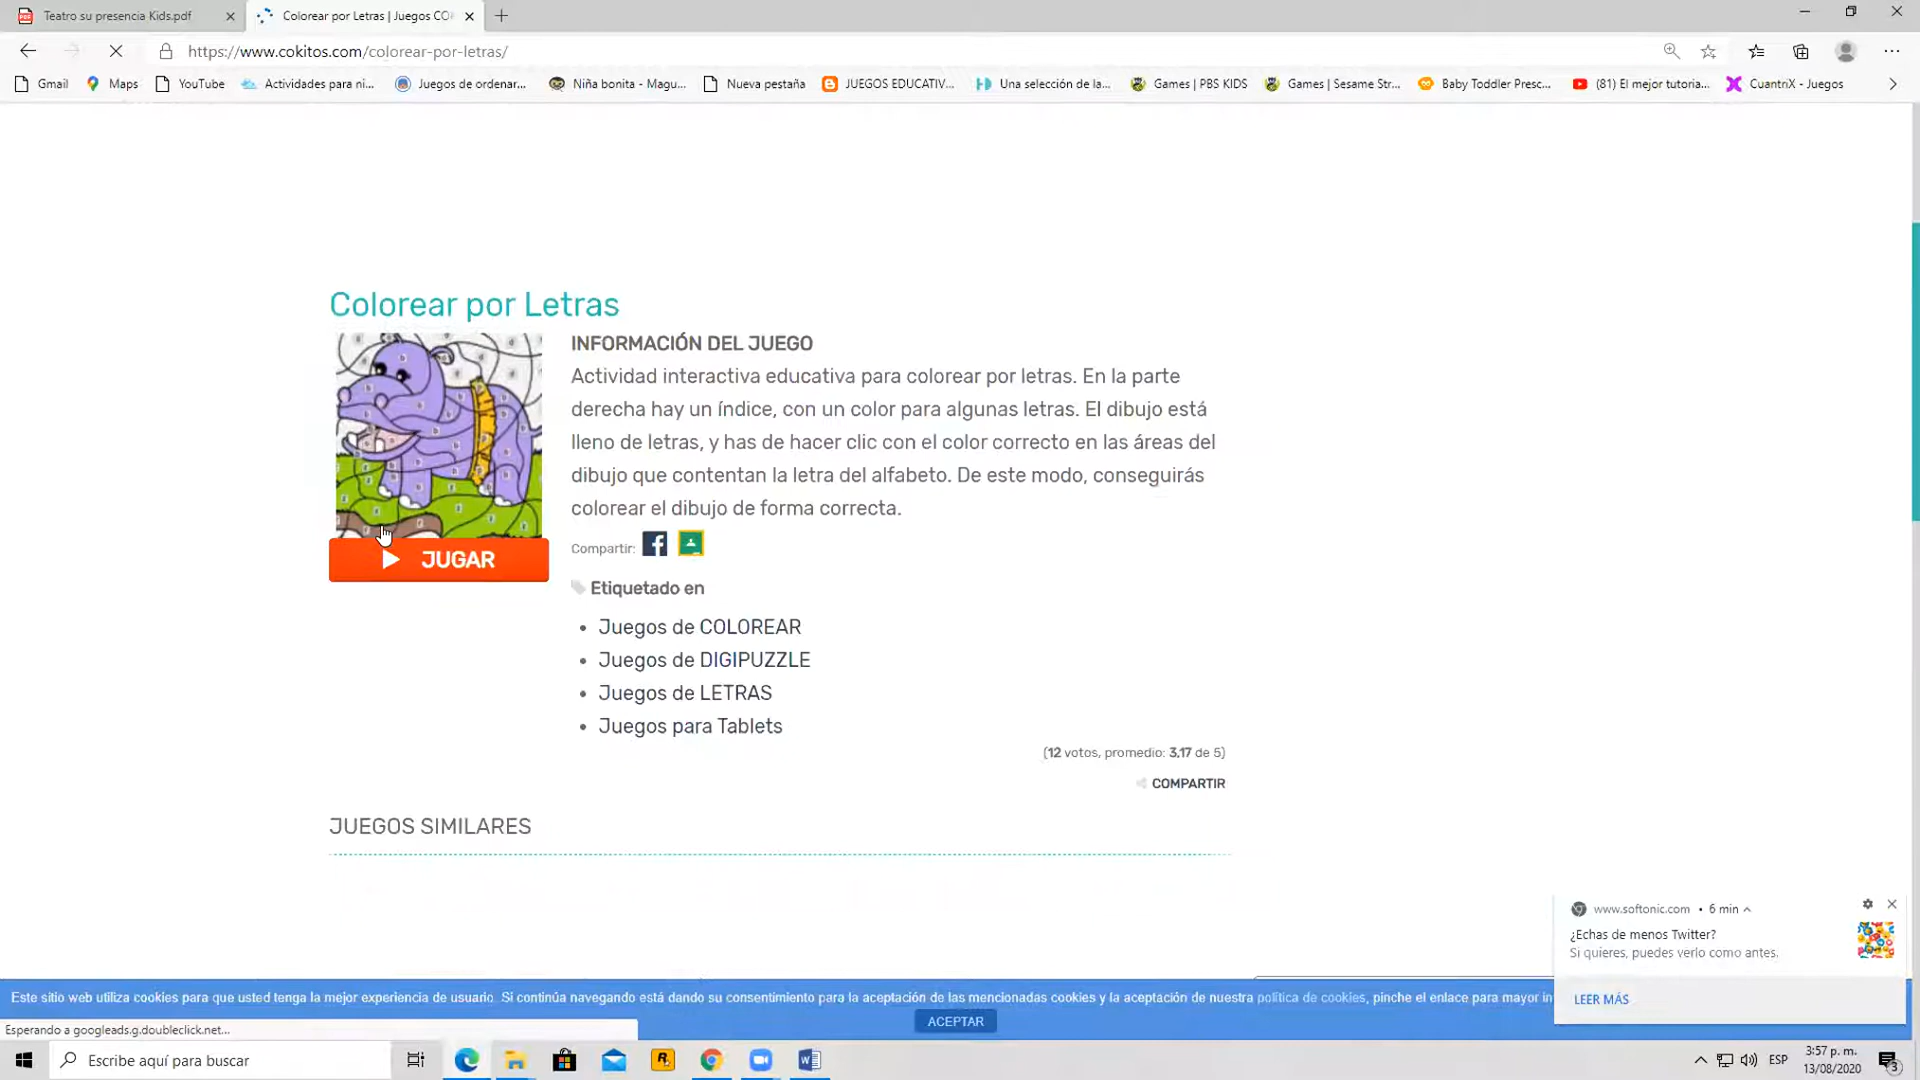 Teatro su presencia Kids.pdf
Colorear por Letras | Juegos CO
https://www.cokitos.com/colorear-por-letras/
Gmail
Maps
YouTube
Actividades para ni...
Juegos de ordenar...
Niña bonita - Magu...
Nueva pestaña
JUEGOS EDUCATIV...
Una selección de la...
Games | PBS KIDS
Games | Sesame Str...
Baby Toddler Presc...
(81) El mejor tutoria...
CuantriX - Juegos
Colorear por Letras
INFORMACIÓN DEL JUEGO
Actividad interactiva educativa para colorear por letras. En la parte
derecha hay un índice, con un color para algunas letras. El dibujo está
lleno de letras, y has de hacer clic con el color correcto en las áreas del
dibujo que contentan la letra del alfabeto. De este modo, conseguirás
colorear el dibujo de forma correcta.
JUGAR
Compartir:
Etiquetado en
Juegos de COLOREAR
Juegos de DIGIPUZZLE
Juegos de LETRAS
Juegos para Tablets
(12 votos, promedio: 3,17 de 5)
COMPARTIR
JUEGOS SIMILARES
www.softonic.com • 6 min
¿Echas de menos Twitter?
Si quieres, puedes verlo como antes.
LEER MÁS
Este sitio web utiliza cookies para que usted tenga la mejor experiencia de usuario. Si continúa navegando está dando su consentimiento para la aceptación de las mencionadas cookies y la aceptación de nuestra política de cookies, pinche el enlace para mayor in
ACEPTAR
Esperando a googleads.g.doubleclick.net...
Escribe aquí para buscar
ESP
3:57 p. m.
13/08/2020
3